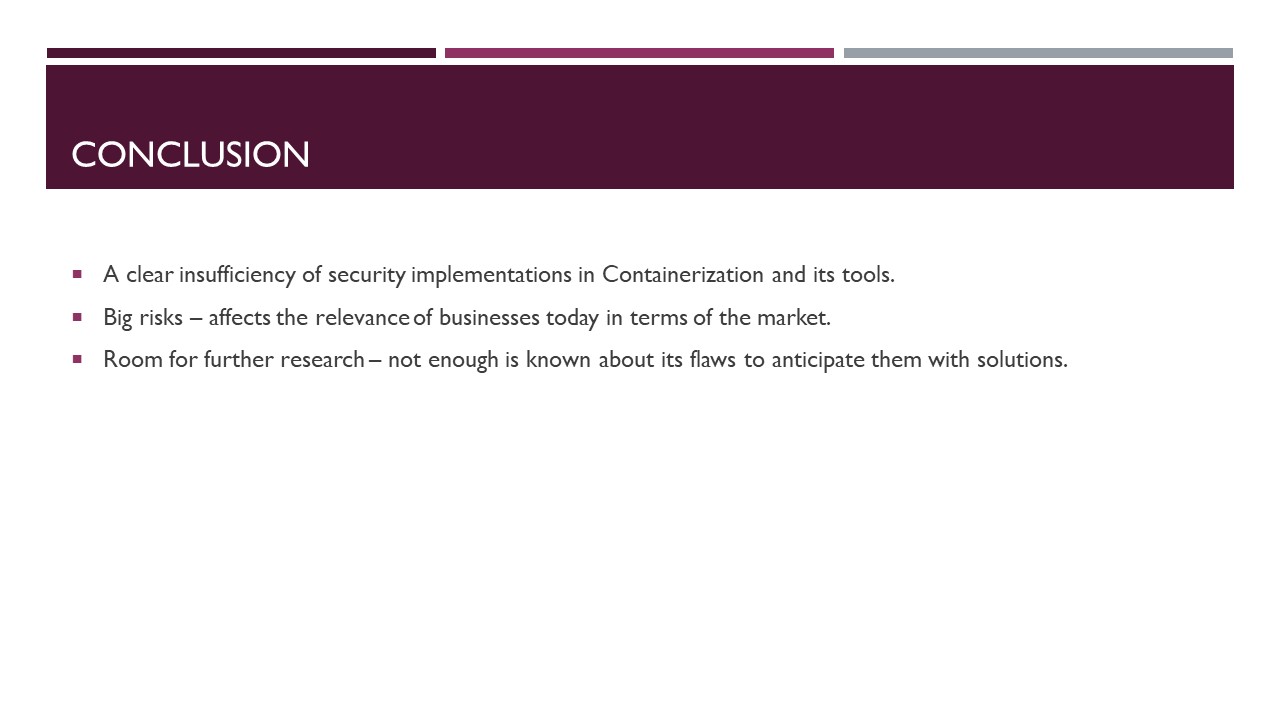 CONCLUSION
▪ A clear insufficiency of security implementations in Containerization and its tools.
▪ Big risks – affects the relevance of businesses today in terms of the market.
▪ Room for further research – not enough is known about its flaws to anticipate them with solutions.